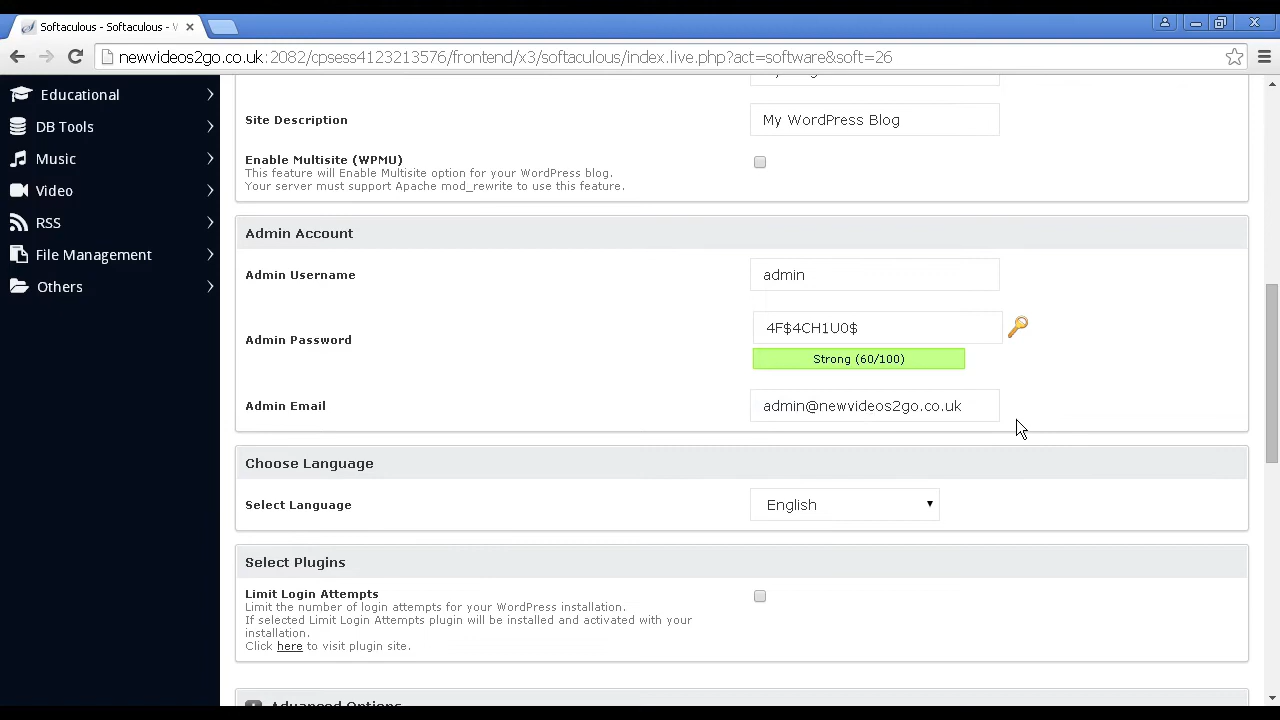 Softaculous - Softaculous - V
newvideos2go.co.uk:2082/cpsess4123213576/frontend/x3/softaculous/index.live.php?act=software&soft=26
Educational
DB Tools
Music
Video
RSS
File Management
Others
Site Description
My WordPress Blog
Enable Multisite (WPMU)
This feature will Enable Multisite option for your WordPress blog.
Your server must support Apache mod_rewrite to use this feature.
Admin Account
Admin Username
admin
Admin Password
4F$4CH1U0$
Strong (60/100)
Admin Email
admin@newvideos2go.co.uk
Choose Language
Select Language
English
Select Plugins
Limit Login Attempts
Limit the number of login attempts for your WordPress installation.
If selected Limit Login Attempts plugin will be installed and activated with your
installation.
Click here to visit plugin site.
Advanced Options